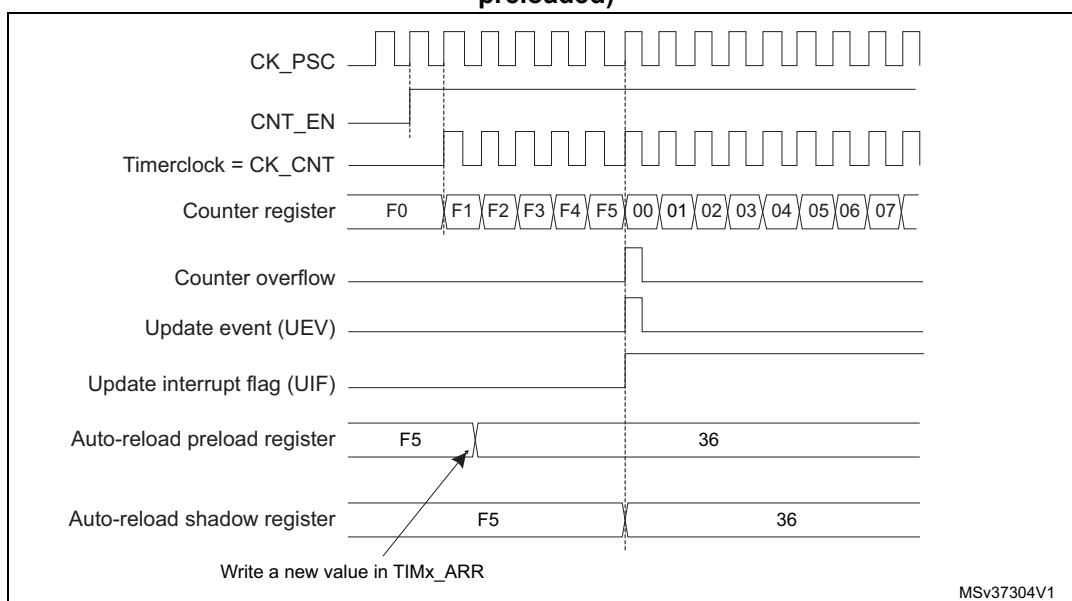 preloaded)
CK_PSC
CNT_EN
Timerclock = CK_CNT
Counter register F0 F1 F2 F3 F4 F5 00 01 02 03 04 05 06 07
Counter overflow
Update event (UEV)
Update interrupt flag (UIF)
Auto-reload preload register F5 36
Auto-reload shadow register F5 36
Write a new value in TIMx_ARR
MSv37304V1